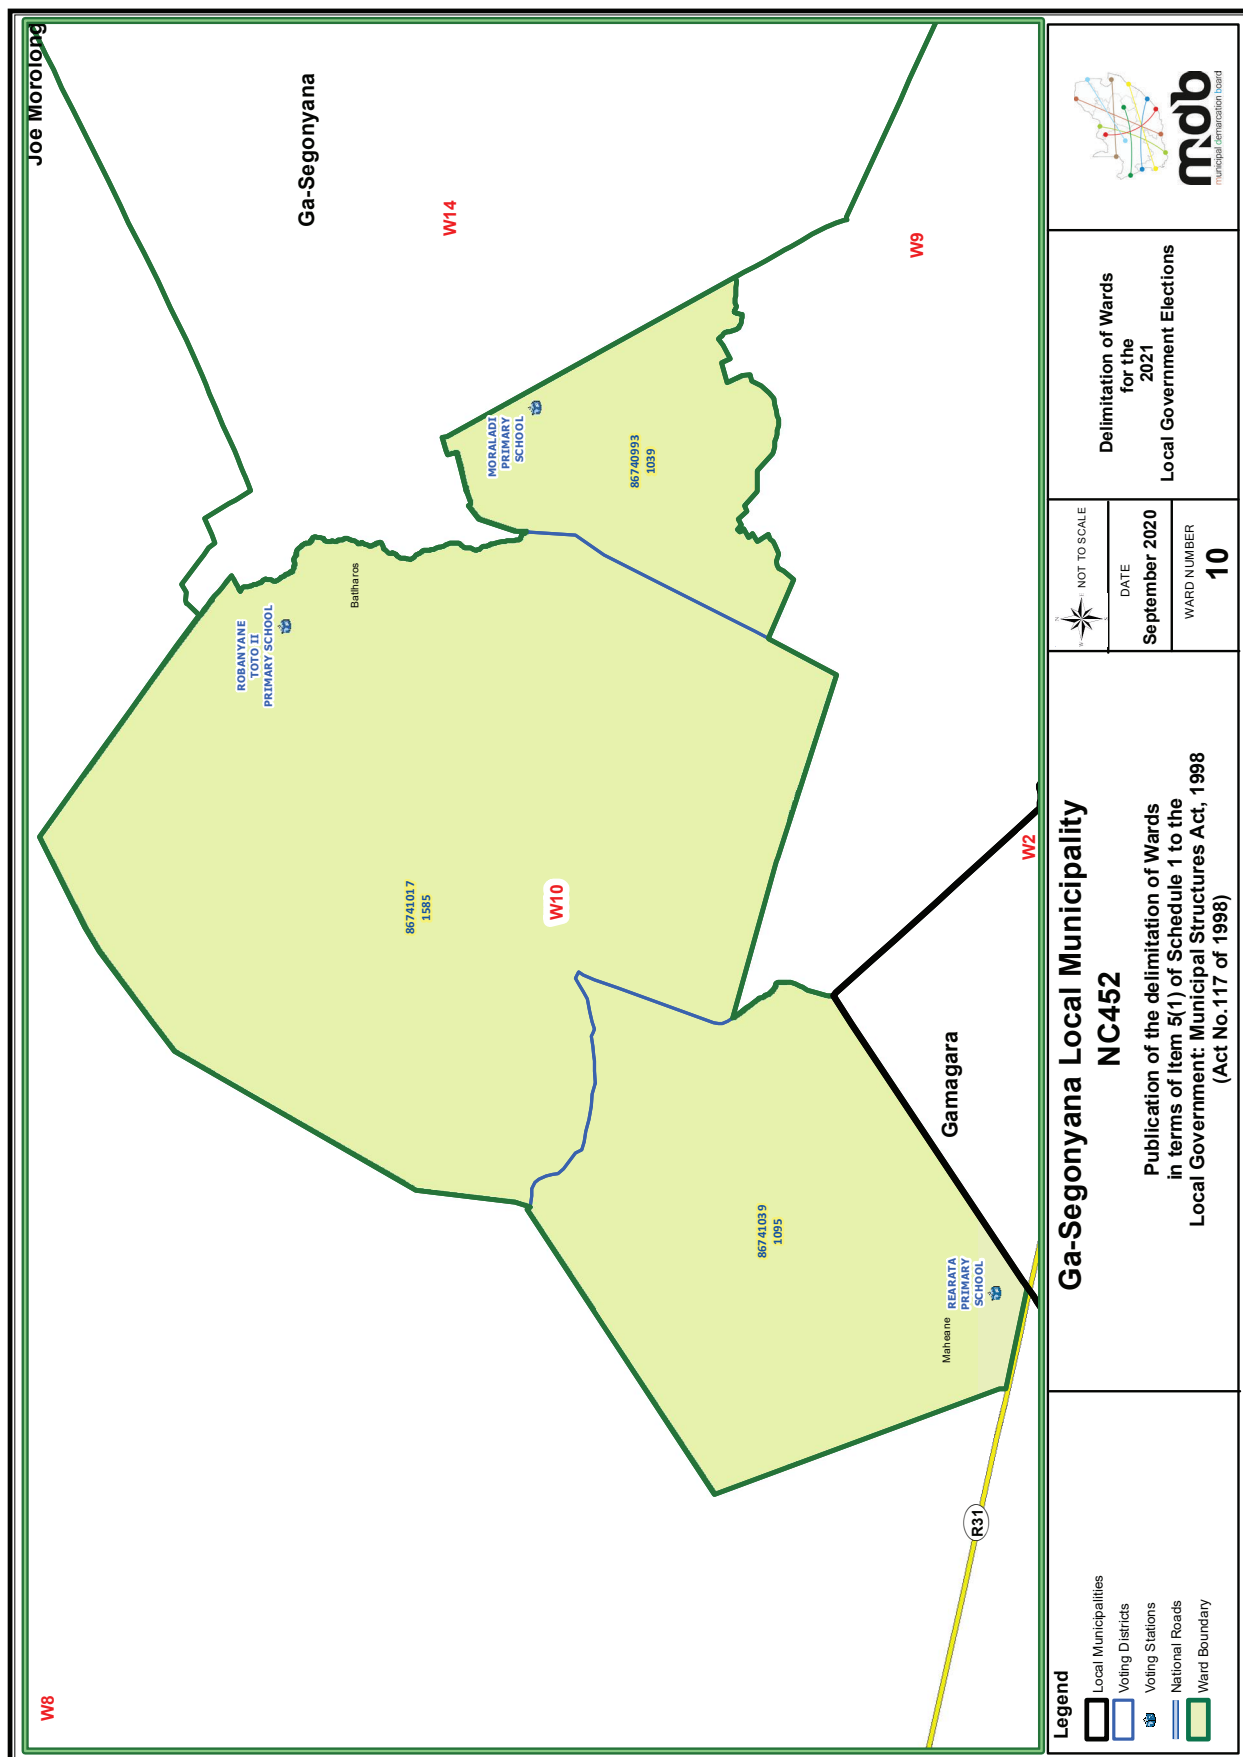 Joe Morolong
Ga-Segonyana
W14
W9
W8
MORALADI
PRIMARY
SCHOOL
86740993
1039
ROBANYANE
TOTO II
PRIMARY SCHOOL
Batlharos
86741017
1585
W10
W2
Gamagara
86741039
1095
REARATA
PRIMARY
SCHOOL
Maheane
R31
Legend
Local Municipalities
Voting Districts
Voting Stations
National Roads
Ward Boundary
Ga-Segonyana Local Municipality
NC452
Publication of the delimitation of Wards
in terms of Item 5(1) of Schedule 1 to the
Local Government: Municipal Structures Act, 1998
(Act No.117 of 1998)
N
W
E
S
NOT TO SCALE
DATE
September 2020
WARD NUMBER
10
Delimitation of Wards
for the
2021
Local Government Elections
mdb
municipal demarcation board